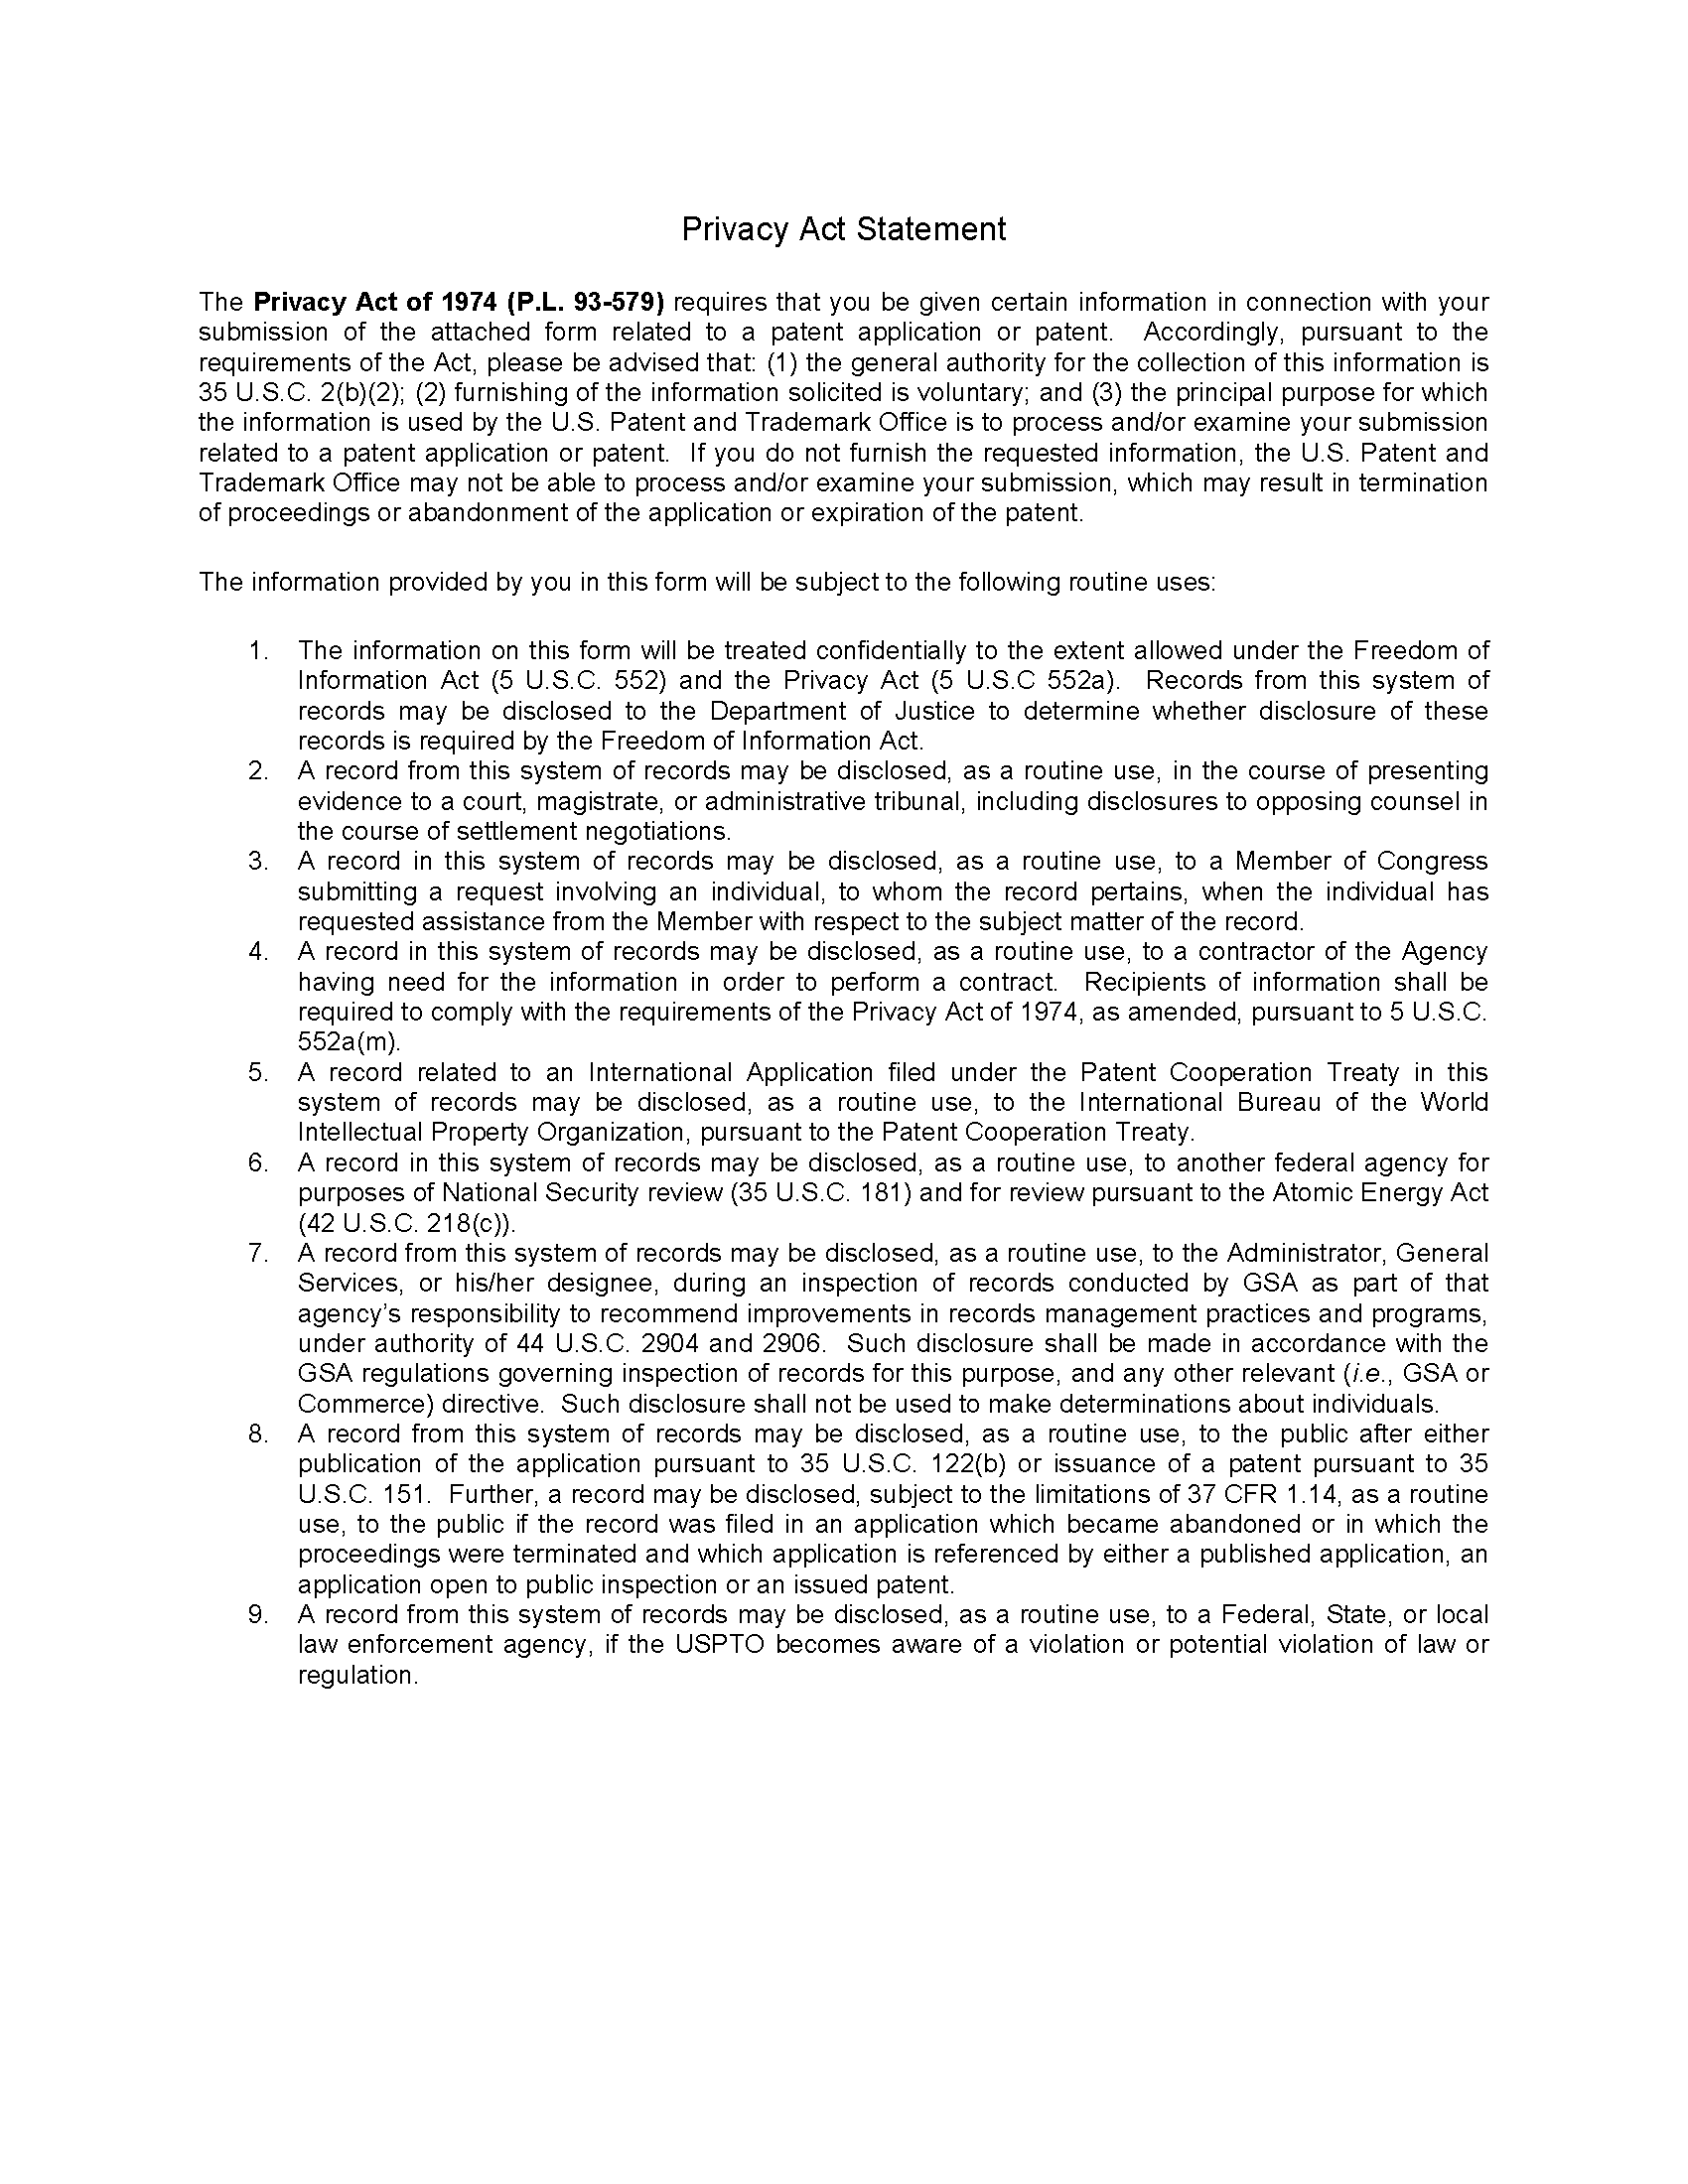 Privacy Act Statement
The Privacy Act of 1974 (P.L. 93-579) requires that you be given certain information in connection with your
submission of the attached form related to a patent application or patent.  Accordingly, pursuant to the
requirements of the Act, please be advised that: (1) the general authority for the collection of this information is
35 U.S.C. 2(b)(2); (2) furnishing of the information solicited is voluntary; and (3) the principal purpose for which
the information is used by the U.S. Patent and Trademark Office is to process and/or examine your submission
related to a patent application or patent.  If you do not furnish the requested information, the U.S. Patent and
Trademark Office may not be able to process and/or examine your submission, which may result in termination
of proceedings or abandonment of the application or expiration of the patent.
The information provided by you in this form will be subject to the following routine uses:
1. The information on this form will be treated confidentially to the extent allowed under the Freedom of
Information Act (5 U.S.C. 552) and the Privacy Act (5 U.S.C 552a).  Records from this system of
records may be disclosed to the Department of Justice to determine whether disclosure of these
records is required by the Freedom of Information Act.
2. A record from this system of records may be disclosed, as a routine use, in the course of presenting
evidence to a court, magistrate, or administrative tribunal, including disclosures to opposing counsel in
the course of settlement negotiations.
3. A record in this system of records may be disclosed, as a routine use, to a Member of Congress
submitting a request involving an individual, to whom the record pertains, when the individual has
requested assistance from the Member with respect to the subject matter of the record.
4. A record in this system of records may be disclosed, as a routine use, to a contractor of the Agency
having need for the information in order to perform a contract.  Recipients of information shall be
required to comply with the requirements of the Privacy Act of 1974, as amended, pursuant to 5 U.S.C.
552a(m).
5. A record related to an International Application filed under the Patent Cooperation Treaty in this
system of records may be disclosed, as a routine use, to the International Bureau of the World
Intellectual Property Organization, pursuant to the Patent Cooperation Treaty.
6. A record in this system of records may be disclosed, as a routine use, to another federal agency for
purposes of National Security review (35 U.S.C. 181) and for review pursuant to the Atomic Energy Act
(42 U.S.C. 218(c)).
7. A record from this system of records may be disclosed, as a routine use, to the Administrator, General
Services, or his/her designee, during an inspection of records conducted by GSA as part of that
agency’s responsibility to recommend improvements in records management practices and programs,
under authority of 44 U.S.C. 2904 and 2906.  Such disclosure shall be made in accordance with the
GSA regulations governing inspection of records for this purpose, and any other relevant (i.e., GSA or
Commerce) directive.  Such disclosure shall not be used to make determinations about individuals.
8. A record from this system of records may be disclosed, as a routine use, to the public after either
publication of the application pursuant to 35 U.S.C. 122(b) or issuance of a patent pursuant to 35
U.S.C. 151.  Further, a record may be disclosed, subject to the limitations of 37 CFR 1.14, as a routine
use, to the public if the record was filed in an application which became abandoned or in which the
proceedings were terminated and which application is referenced by either a published application, an
application open to public inspection or an issued patent.
9. A record from this system of records may be disclosed, as a routine use, to a Federal, State, or local
law enforcement agency, if the USPTO becomes aware of a violation or potential violation of law or
regulation.